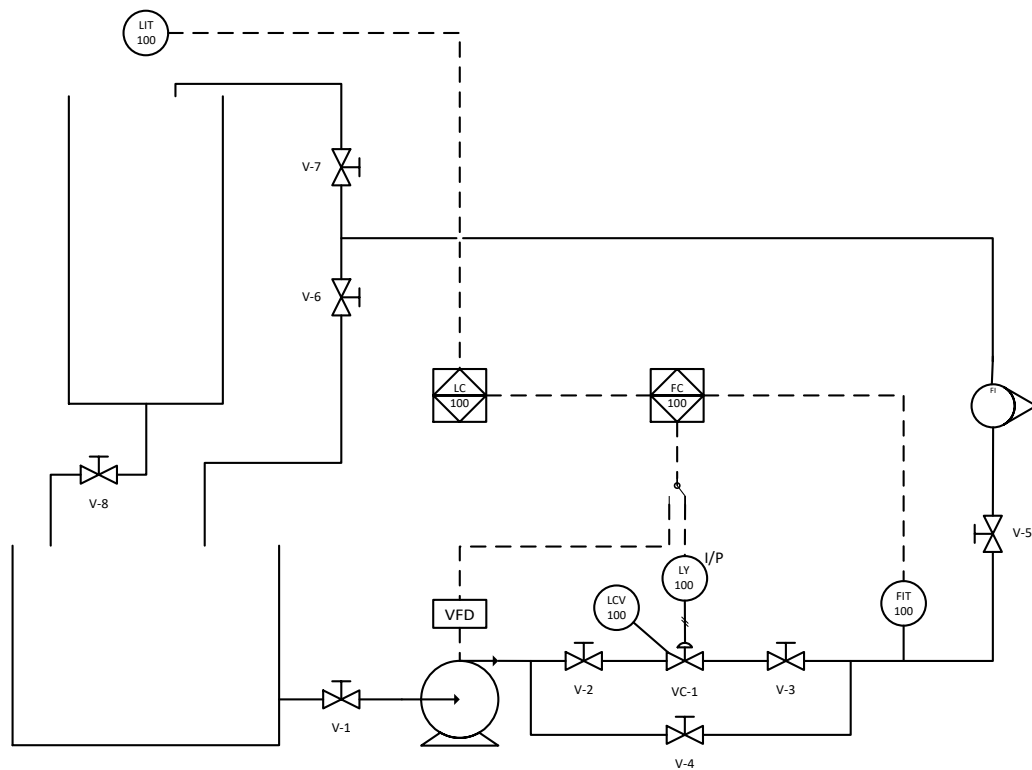 LIT
100
V-7
V-6
LC
100
FC
100
FI
V-8
V-5
I/P
LY
100
FIT
100
LCV
100
VFD
V-2
VC-1
V-3
V-1
V-4